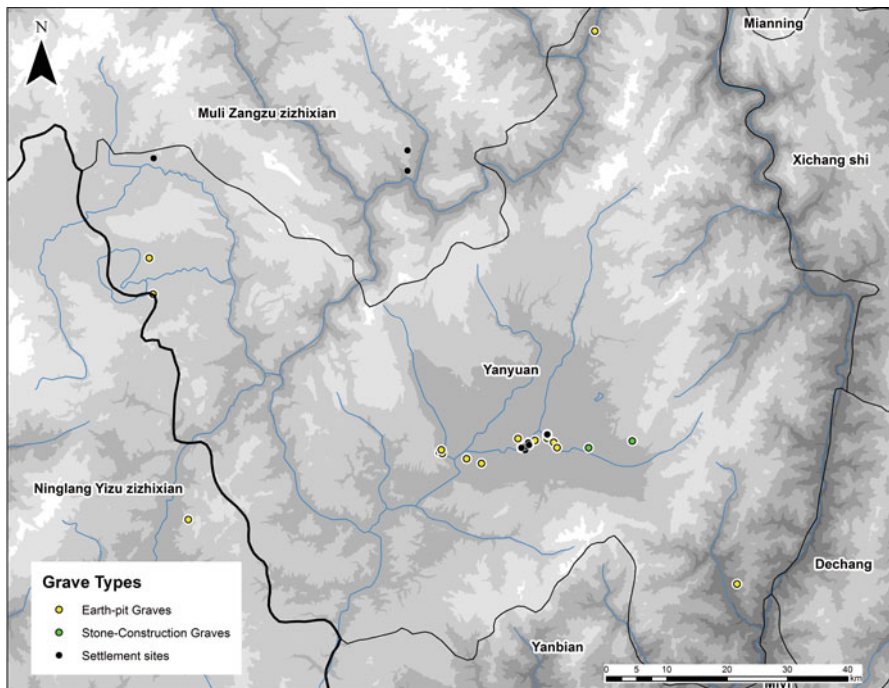 N
Mianning
Muli Zangzu zizhixian
Xichang shi
Yanyuan
Ninglang Yizu zizhixian
Dechang
Yanbian
Grave Types
Earth-pit Graves
Stone-Construction Graves
Settlement sites
0 5 10 20 30 40
km